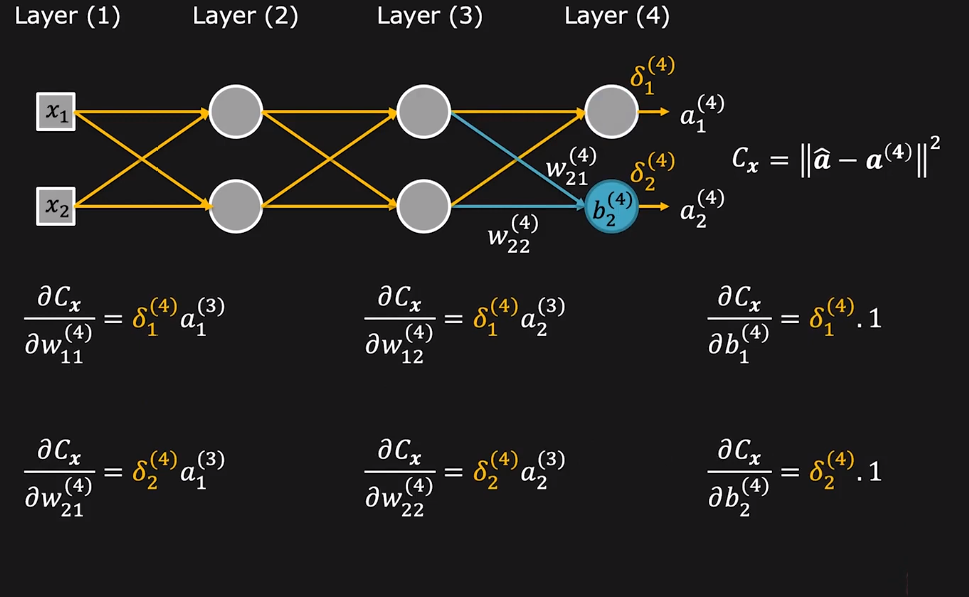 Layer (1) Layer (2) Layer (3) Layer (4)
δ₁⁽⁴⁾
x₁ a₁⁽⁴⁾
Cₓ = ‖â − a⁽⁴⁾‖²
w₂₁⁽⁴⁾ δ₂⁽⁴⁾
x₂ b₂⁽⁴⁾ a₂⁽⁴⁾
w₂₂⁽⁴⁾
∂Cₓ/∂w₁₁⁽⁴⁾ = δ₁⁽⁴⁾a₁⁽³⁾ ∂Cₓ/∂w₁₂⁽⁴⁾ = δ₁⁽⁴⁾a₂⁽³⁾ ∂Cₓ/∂b₁⁽⁴⁾ = δ₁⁽⁴⁾.1
∂Cₓ/∂w₂₁⁽⁴⁾ = δ₂⁽⁴⁾a₁⁽³⁾ ∂Cₓ/∂w₂₂⁽⁴⁾ = δ₂⁽⁴⁾a₂⁽³⁾ ∂Cₓ/∂b₂⁽⁴⁾ = δ₂⁽⁴⁾.1